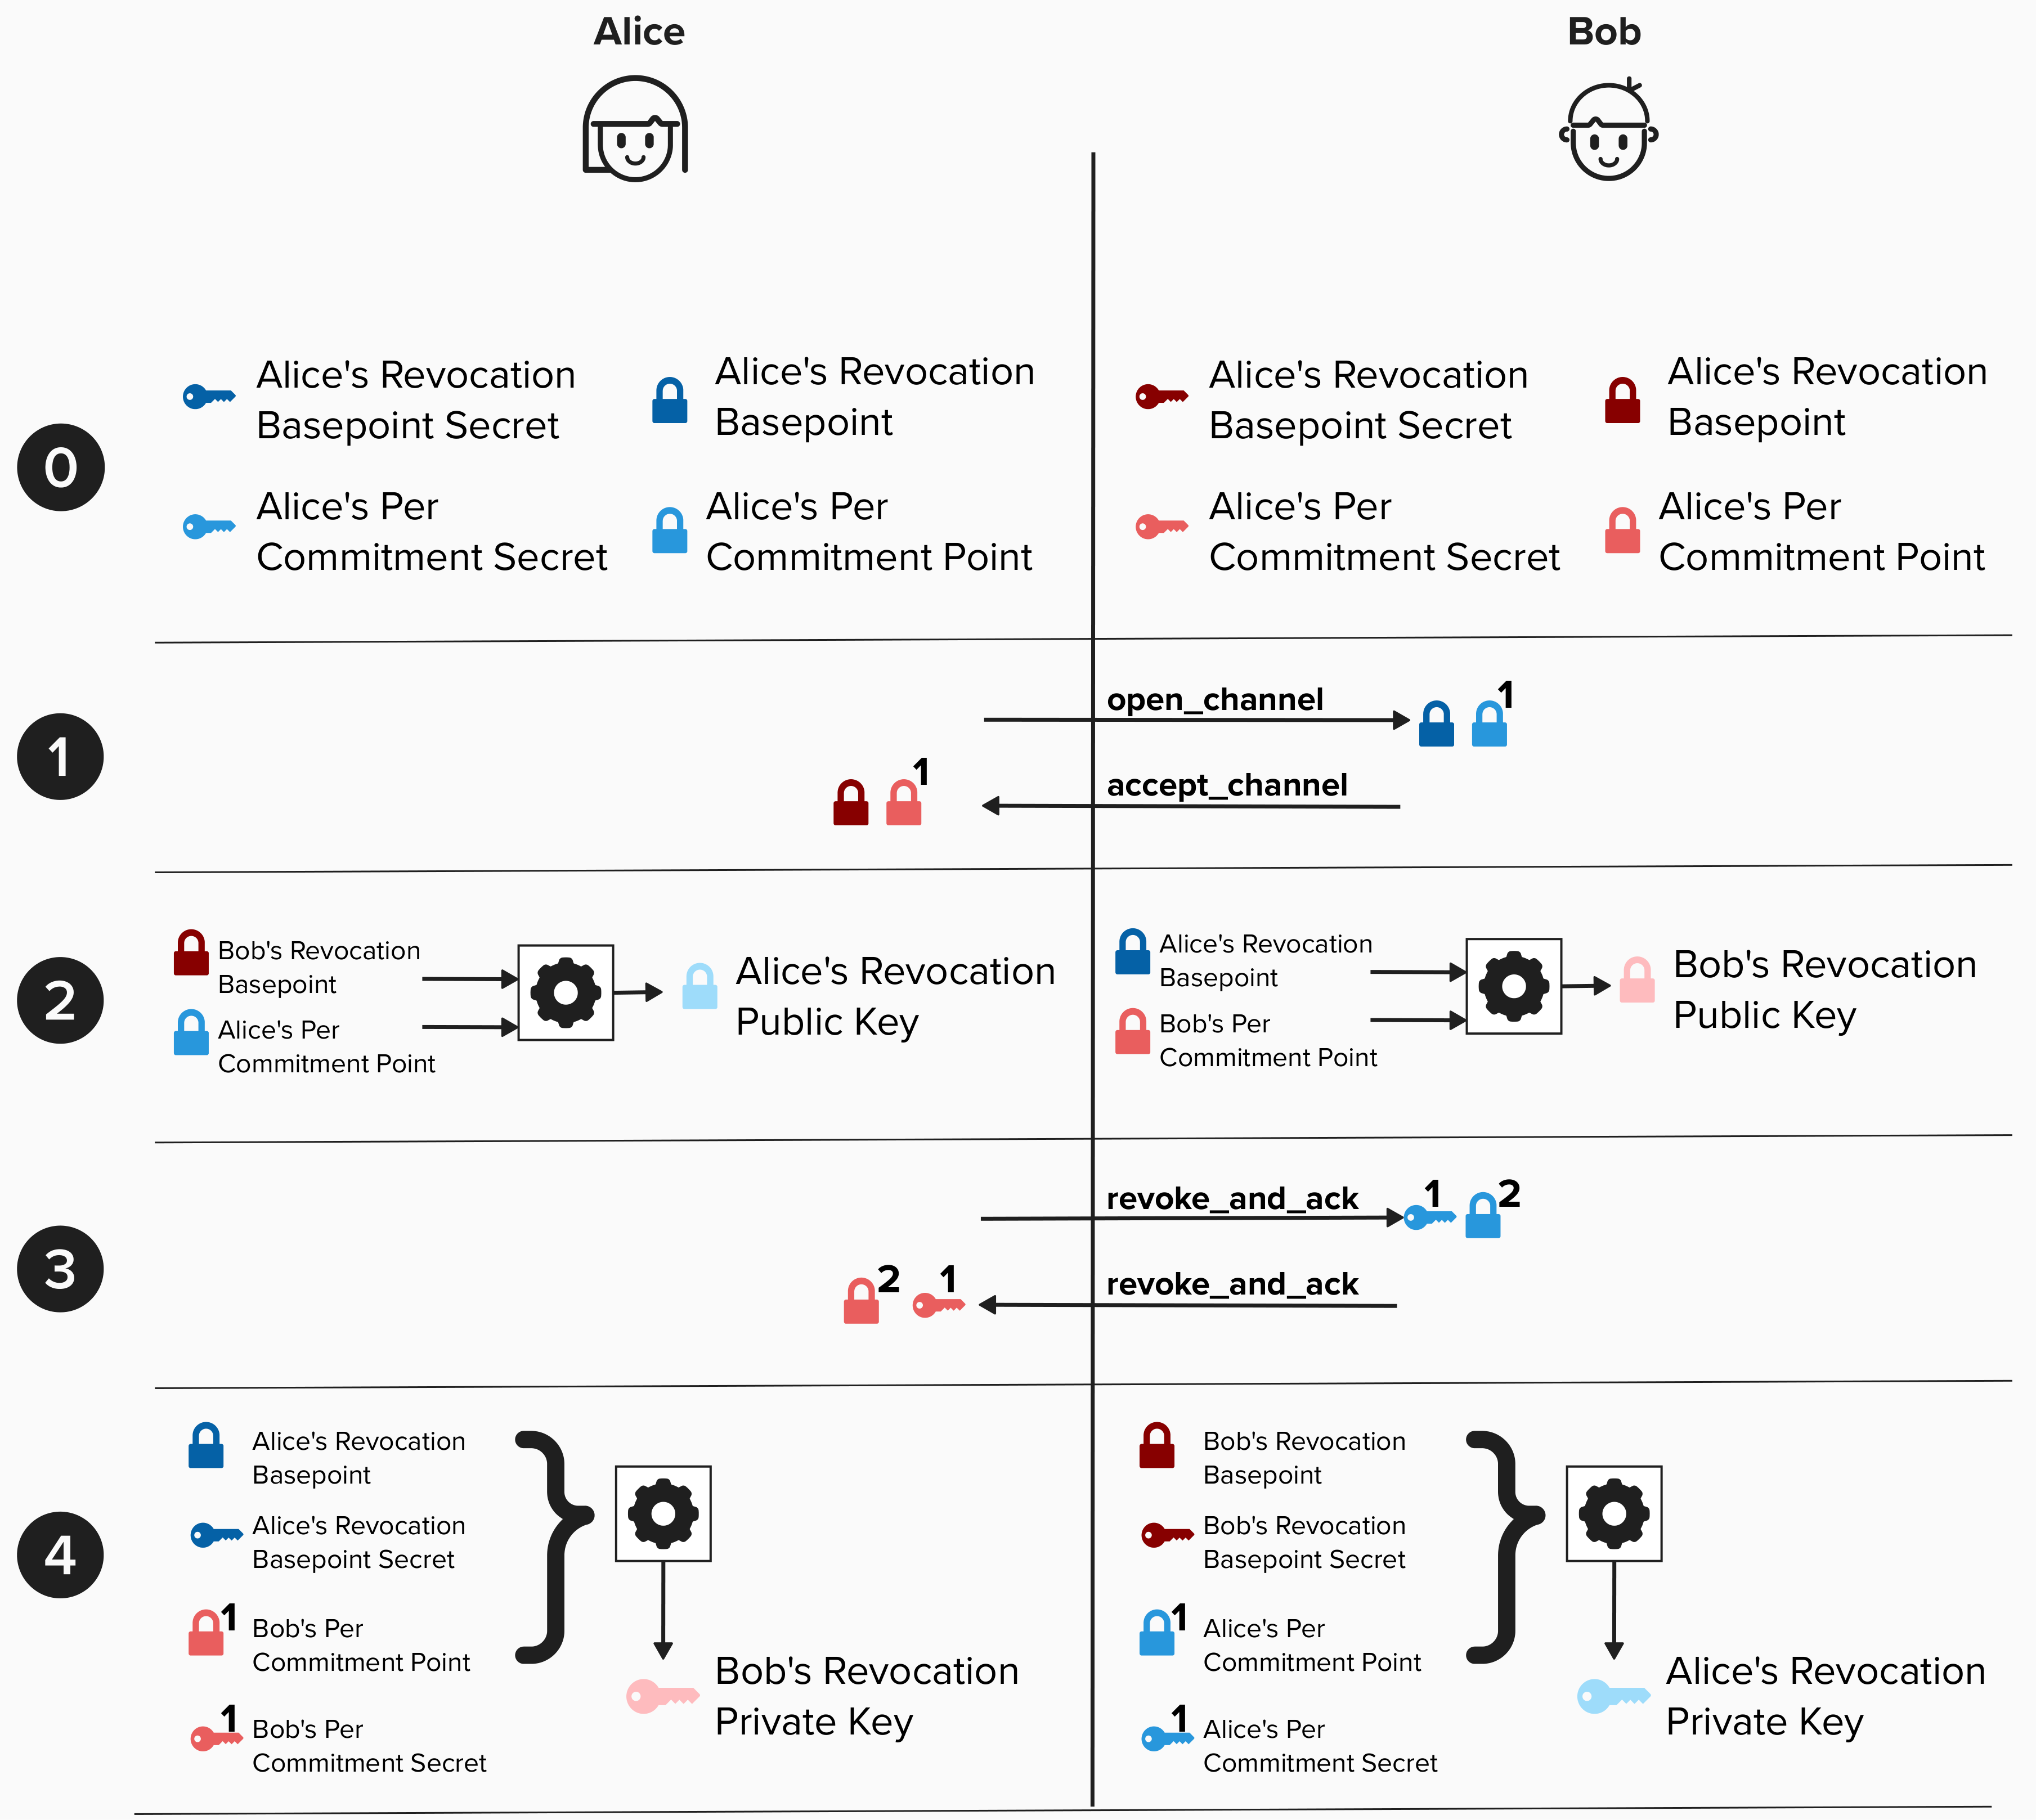 Alice
Bob
0
Alice's Revocation
Basepoint Secret
Alice's Revocation
Basepoint
Alice's Per
Commitment Secret
Alice's Per
Commitment Point
Alice's Revocation
Basepoint Secret
Alice's Revocation
Basepoint
Alice's Per
Commitment Secret
Alice's Per
Commitment Point
1
open_channel
1
accept_channel
1
2
Bob's Revocation
Basepoint
Alice's Per
Commitment Point
Alice's Revocation
Public Key
Alice's Revocation
Basepoint
Bob's Per
Commitment Point
Bob's Revocation
Public Key
3
revoke_and_ack
1
2
revoke_and_ack
2
1
4
Alice's Revocation
Basepoint
Alice's Revocation
Basepoint Secret
1
Bob's Per
Commitment Point
1
Bob's Per
Commitment Secret
Bob's Revocation
Private Key
Bob's Revocation
Basepoint
Bob's Revocation
Basepoint Secret
1
Alice's Per
Commitment Point
1
Alice's Per
Commitment Secret
Alice's Revocation
Private Key